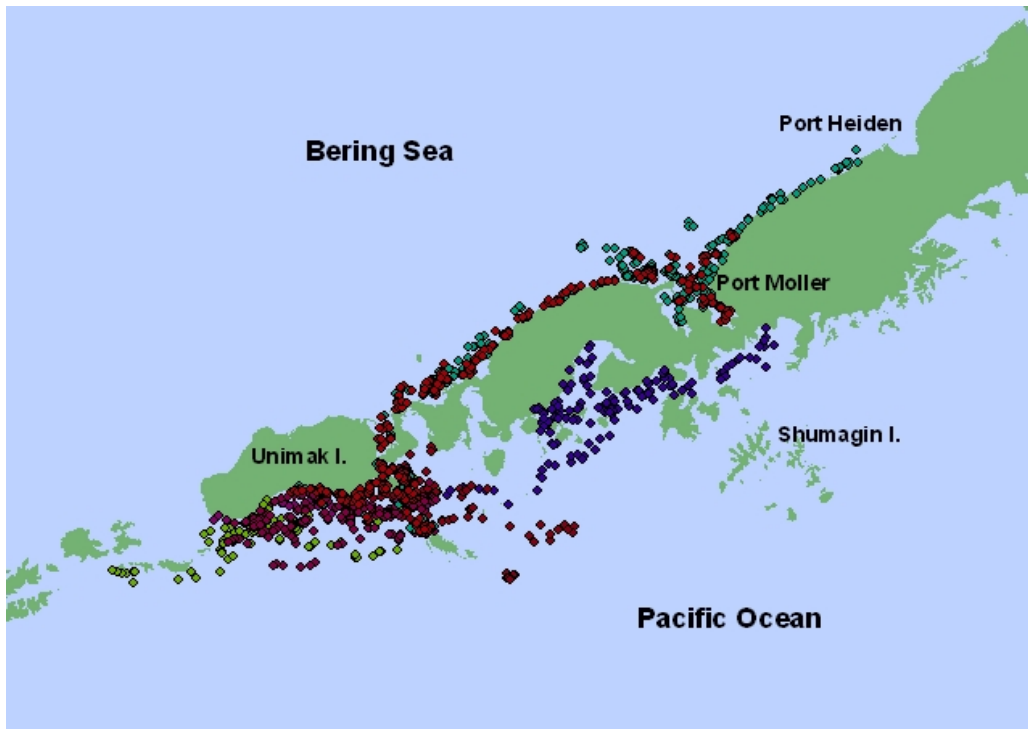 Port Heiden
Bering Sea
Port Moller
Shumagin I.
Unimak I.
Pacific Ocean